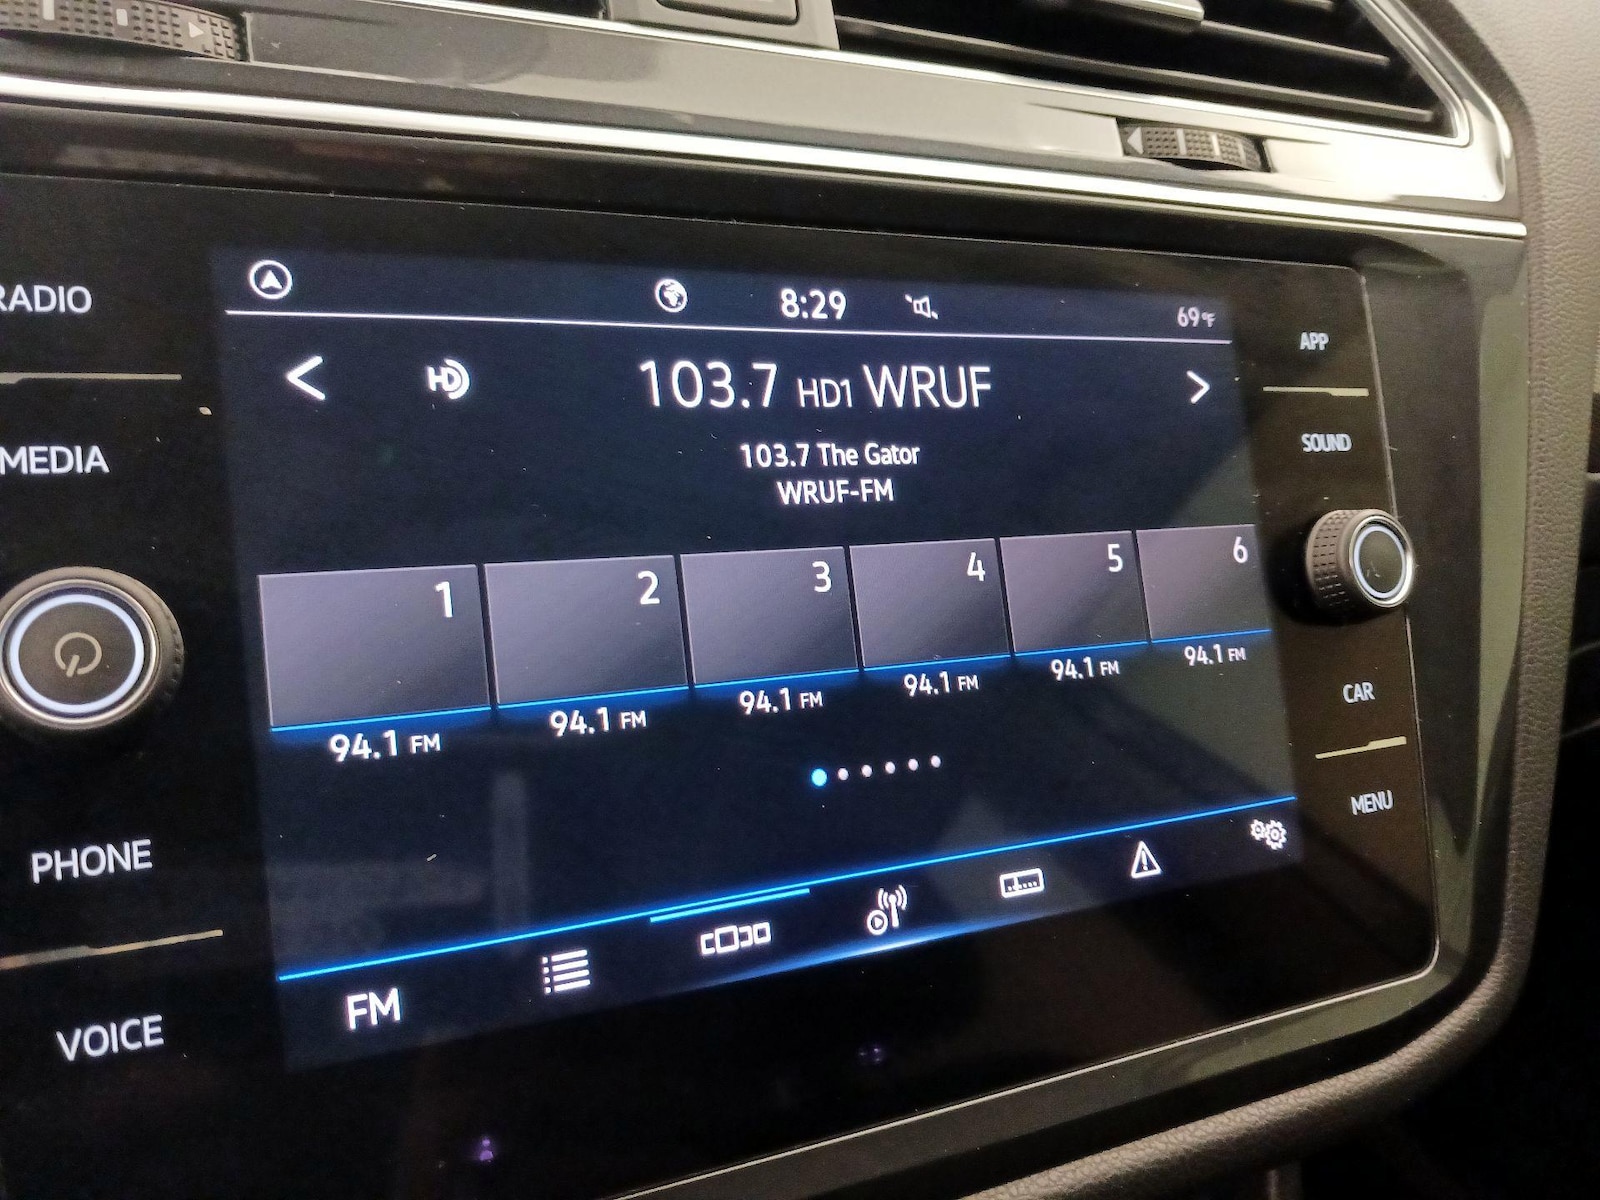 RADIO
MEDIA
PHONE
VOICE
8:29
69°F
HD
103.7 HD1 WRUF
103.7 The Gator
WRUF-FM
1
2
3
4
5
6
94.1 FM
94.1 FM
94.1 FM
94.1 FM
94.1 FM
94.1 FM
FM
APP
SOUND
CAR
MENU